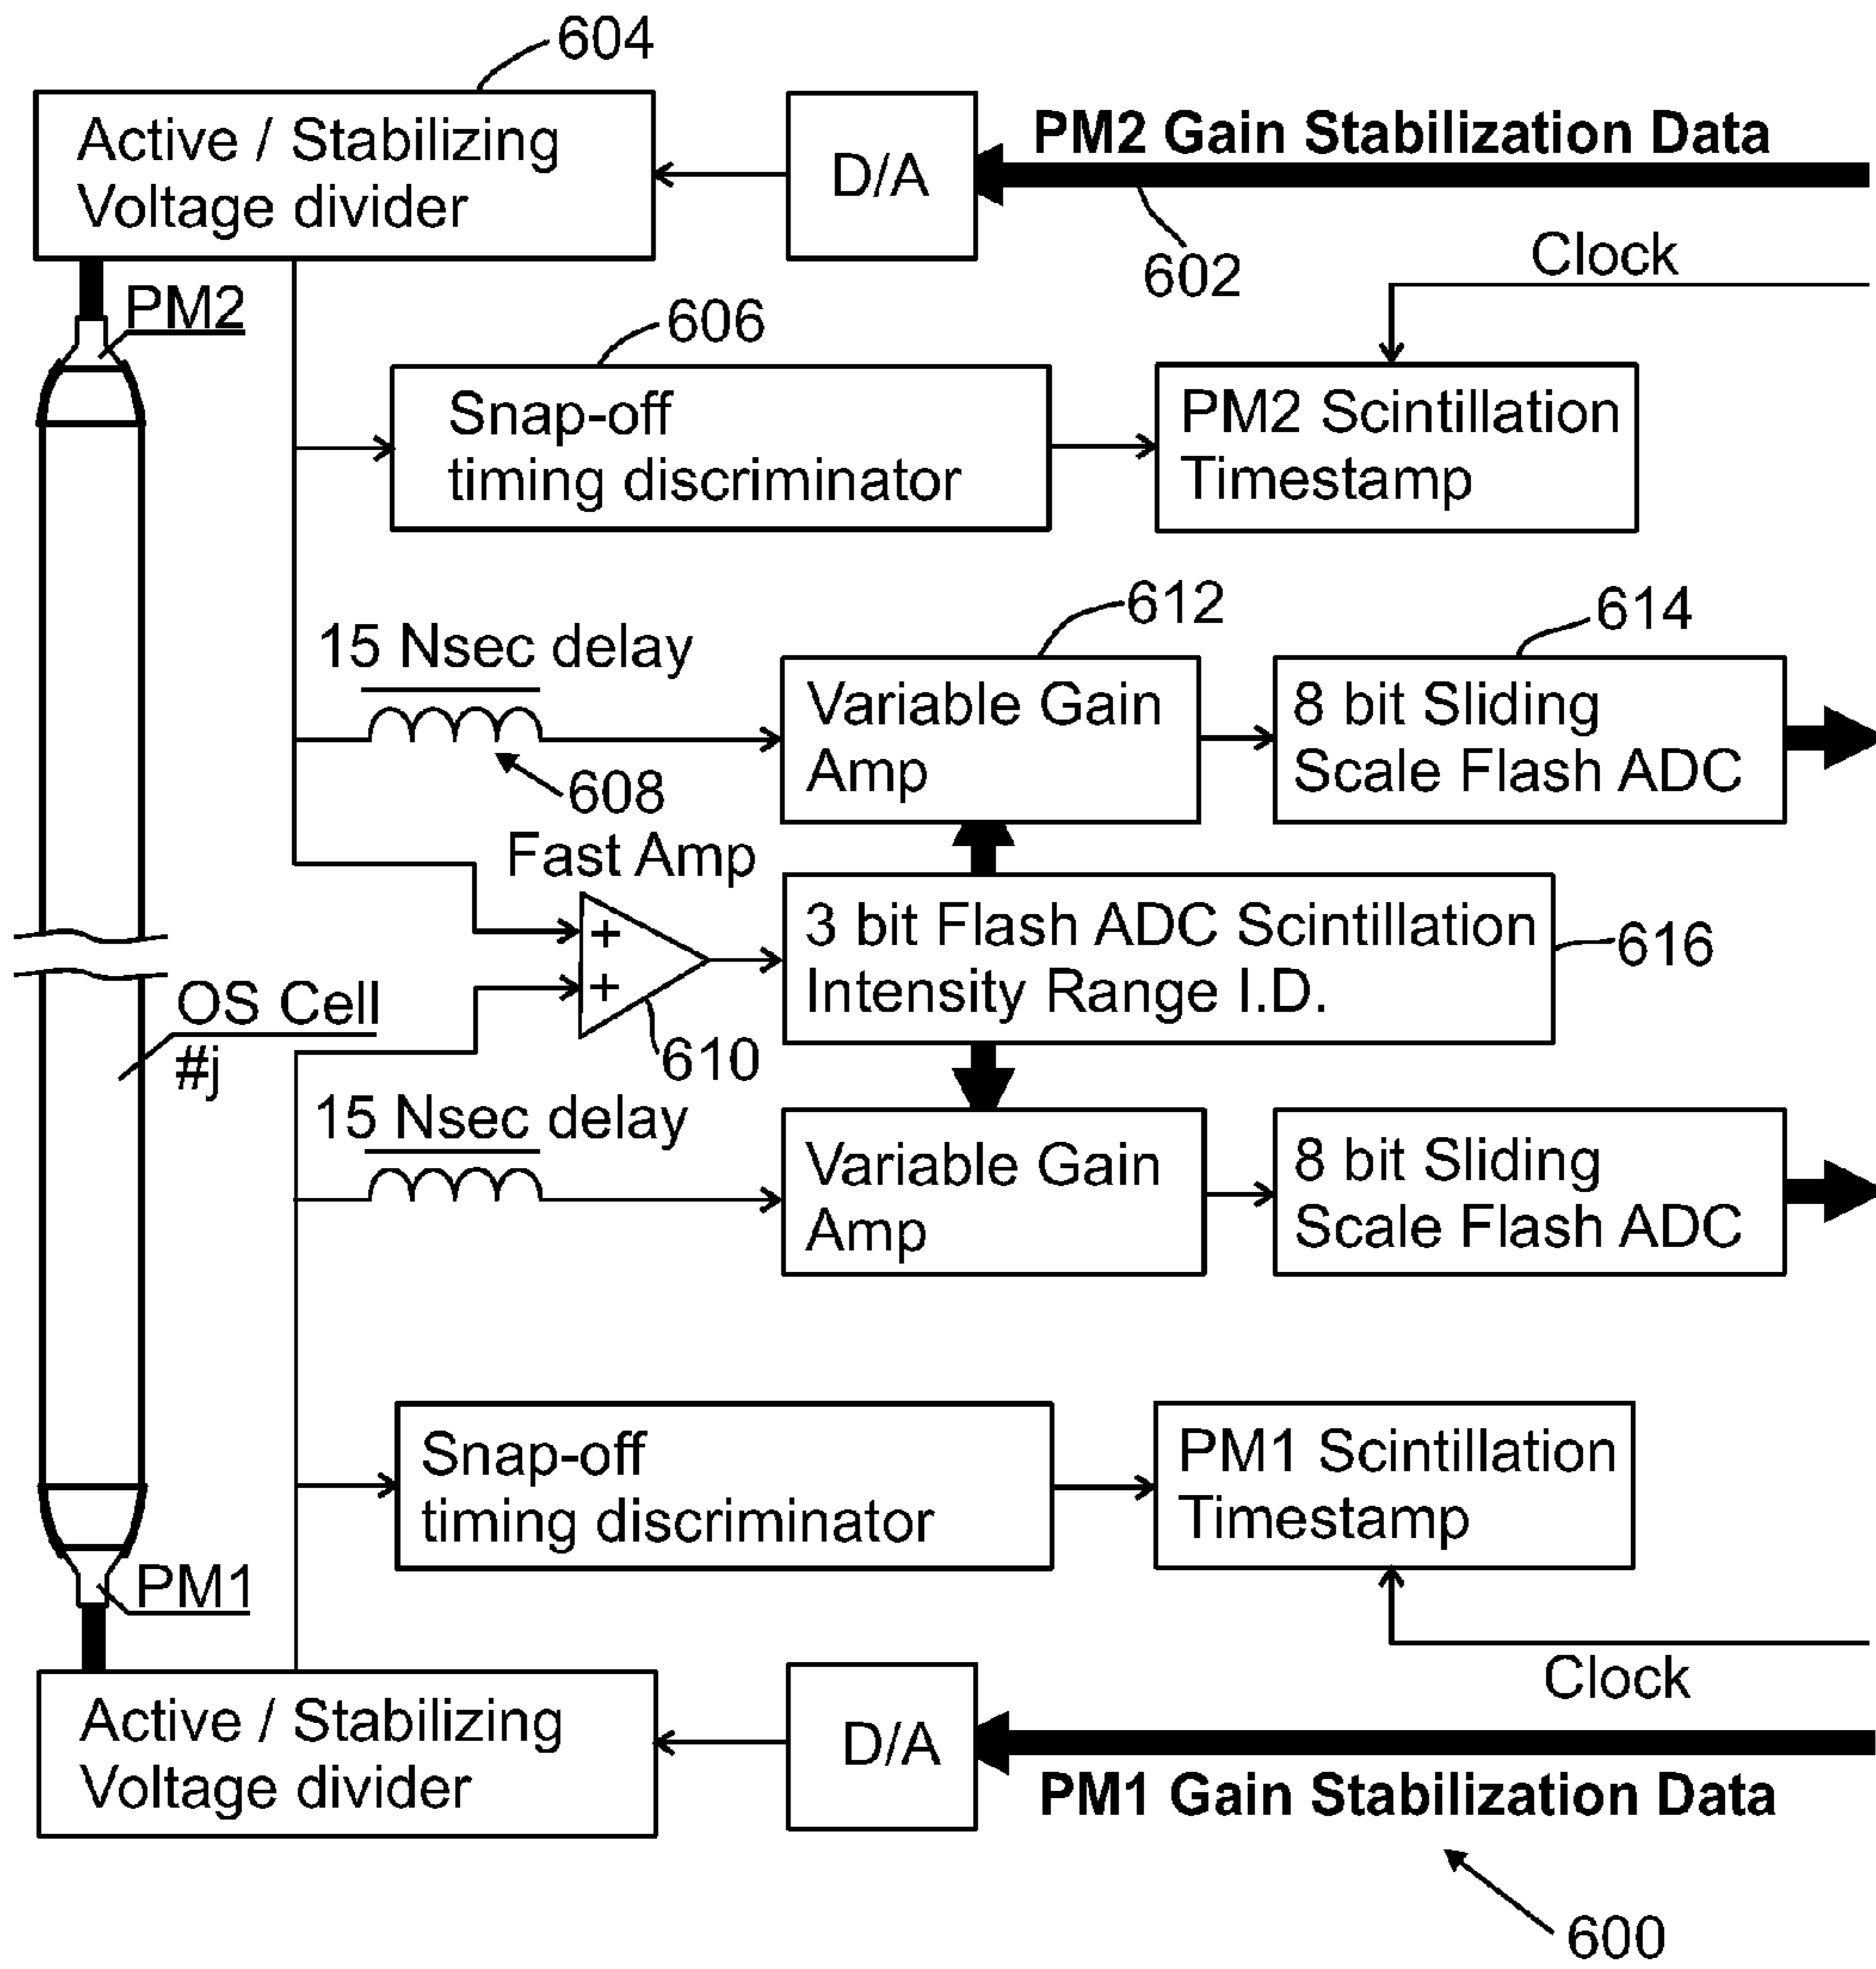 604
Active / Stabilizing
Voltage divider
D/A
PM2 Gain Stabilization Data
602
Clock
PM2
606
Snap-off
timing discriminator
PM2 Scintillation
Timestamp
15 Nsec delay
608
612
Variable Gain
Amp
614
8 bit Sliding
Scale Flash ADC
Fast Amp
+
+
610
3 bit Flash ADC Scintillation
Intensity Range I.D.
616
OS Cell
#j
15 Nsec delay
Variable Gain
Amp
8 bit Sliding
Scale Flash ADC
Snap-off
timing discriminator
PM1 Scintillation
Timestamp
PM1
Clock
Active / Stabilizing
Voltage divider
D/A
PM1 Gain Stabilization Data
600